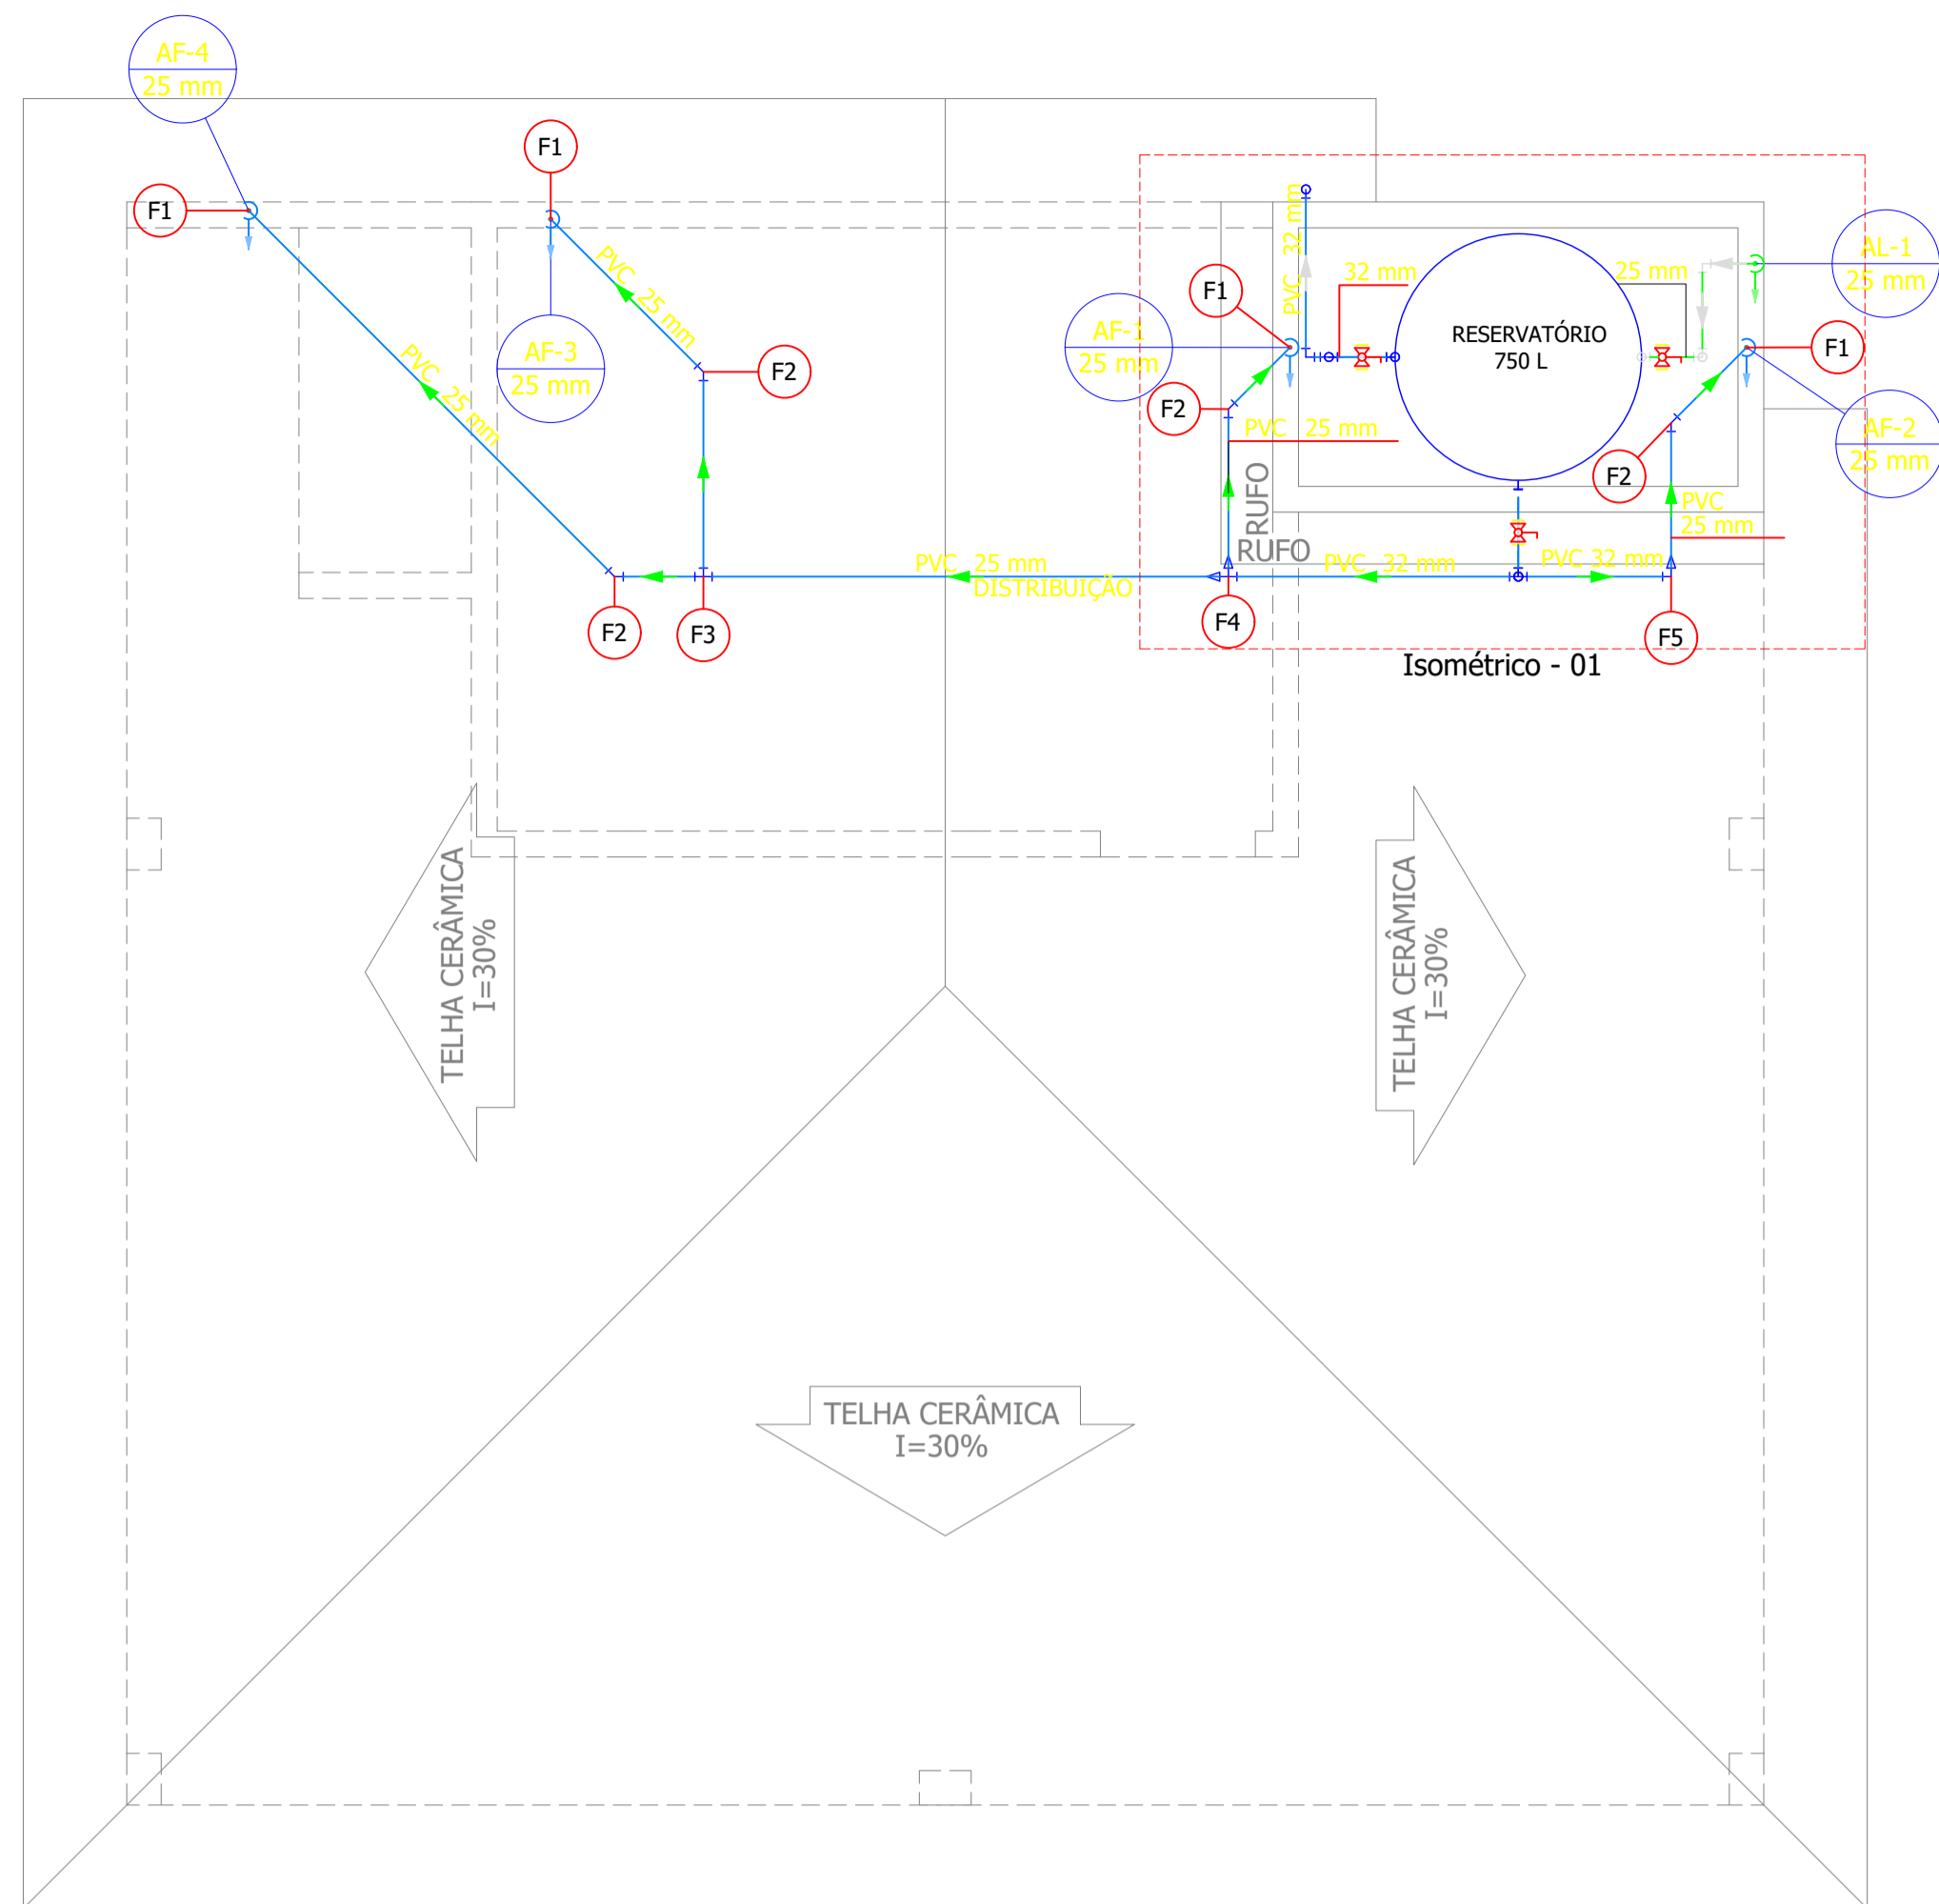 AF-4
25 mm
F1
F1
PVC 25 mm
AF-3
25 mm
F2
PVC 25 mm
F2
F3
PVC 25 mm
DISTRIBUIÇÃO
PVC 32 mm
32 mm
F1
AF-1
25 mm
F2
PVC 25 mm
RESERVATÓRIO
750 L
25 mm
AL-1
25 mm
F1
AF-2
25 mm
F2
PVC
25 mm
RUFO
RUFO
PVC 32 mm
PVC 32 mm
F4
F5
Isométrico - 01
TELHA CERÂMICA
I=30%
TELHA CERÂMICA
I=30%
TELHA CERÂMICA
I=30%